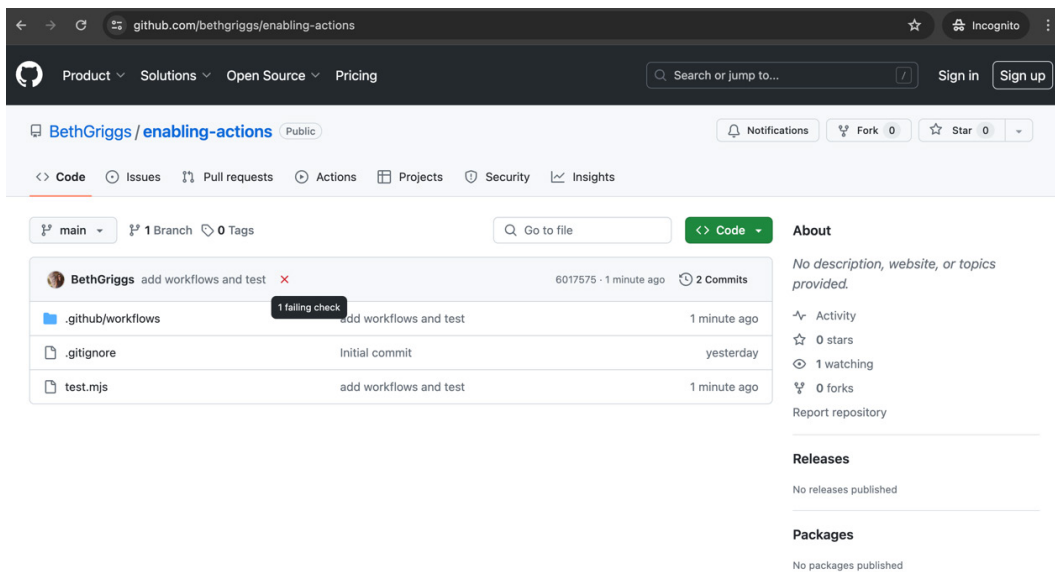 github.com/bethgriggs/enabling-actions Incognito
Product Solutions Open Source Pricing Search or jump to... / Sign in Sign up
BethGriggs / enabling-actions Public Notifications Fork 0 Star 0
<> Code Issues Pull requests Actions Projects Security Insights
main 1 Branch 0 Tags Go to file <> Code
BethGriggs add workflows and test 6017575 · 1 minute ago 2 Commits
1 failing check
.github/workflows add workflows and test 1 minute ago
.gitignore Initial commit yesterday
test.mjs add workflows and test 1 minute ago
About
No description, website, or topics
provided.
Activity
0 stars
1 watching
0 forks
Report repository
Releases
No releases published
Packages
No packages published